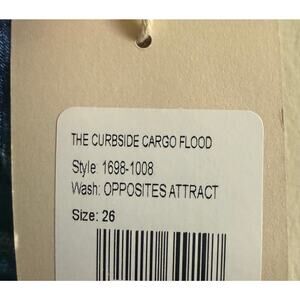 THE CURBSIDE CARGO FLOOD
Style: 1698-1008
Wash: OPPOSITES ATTRACT
Size: 26